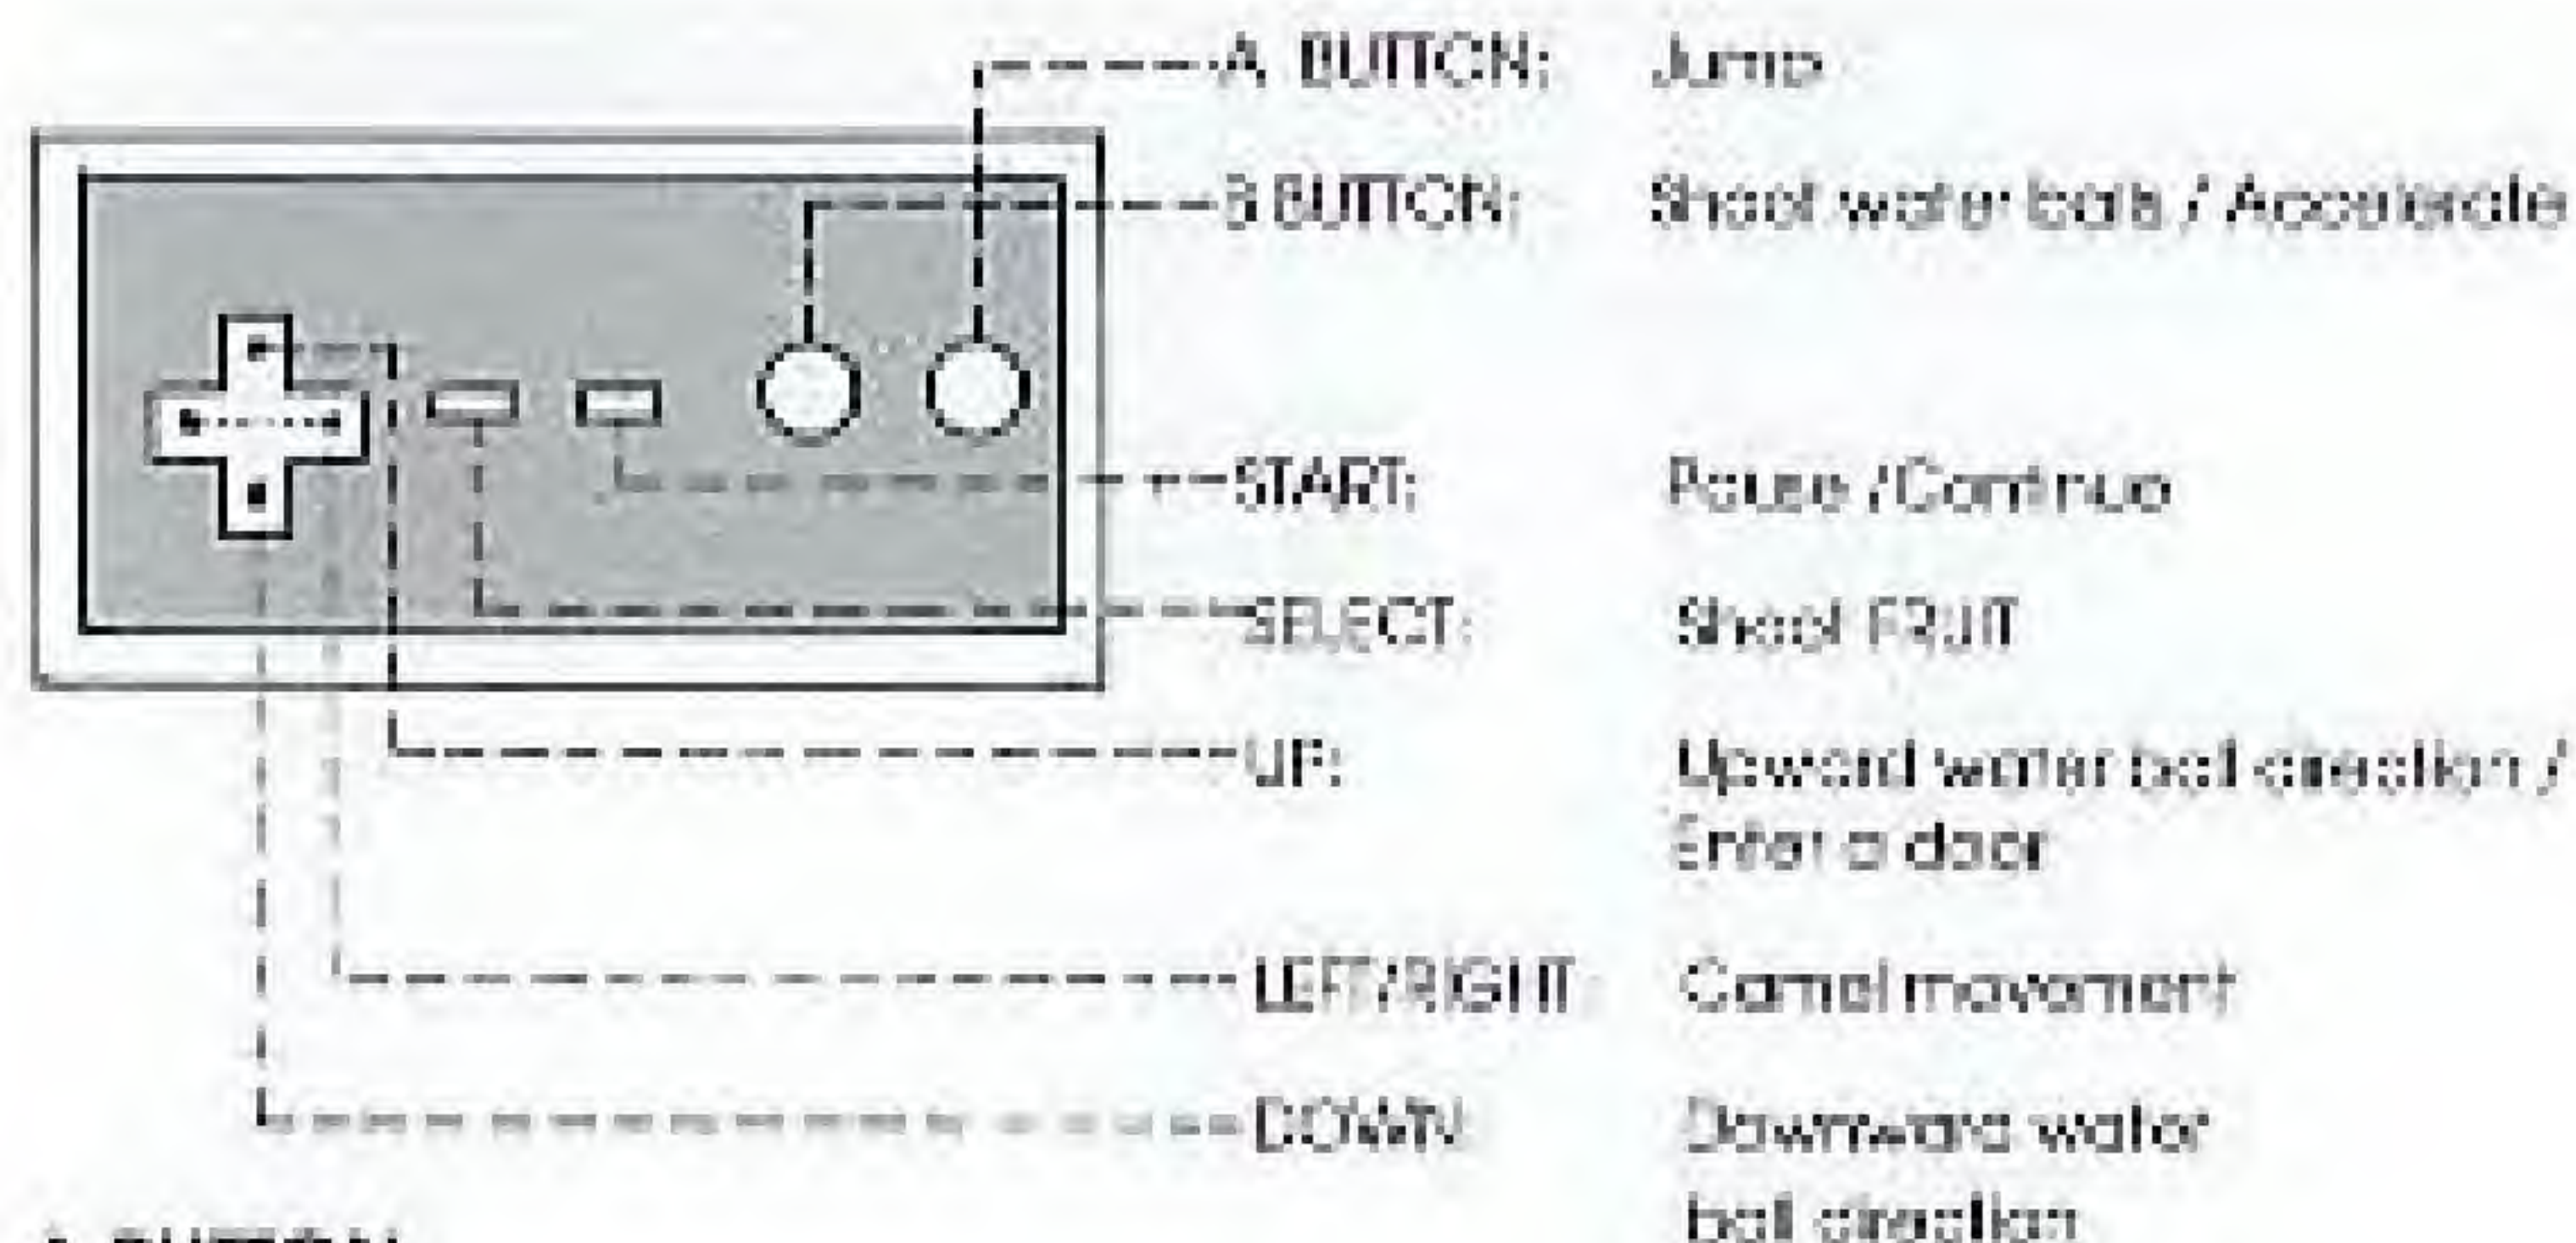 A BUTTON: Jump
B BUTTON: Shoot water balls / Accelerate
START: Pause / Continue
SELECT: Shoot FRUIT
UP: Upward water ball direction /
Enter a door
LEFT/RIGHT: Camel movement
DOWN: Downward water
ball direction
A BUTTON